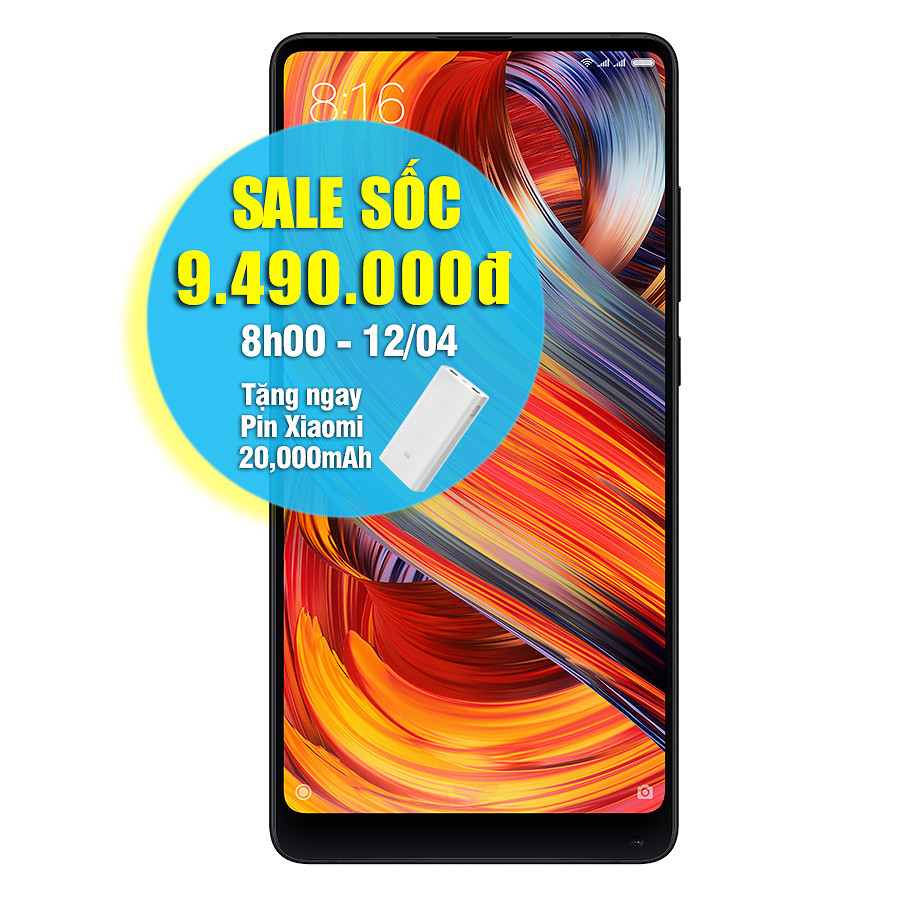 8:16
SALE SỐC
9.490.000đ
8h00 - 12/04
Tặng ngay
Pin Xiaomi
20,000mAh